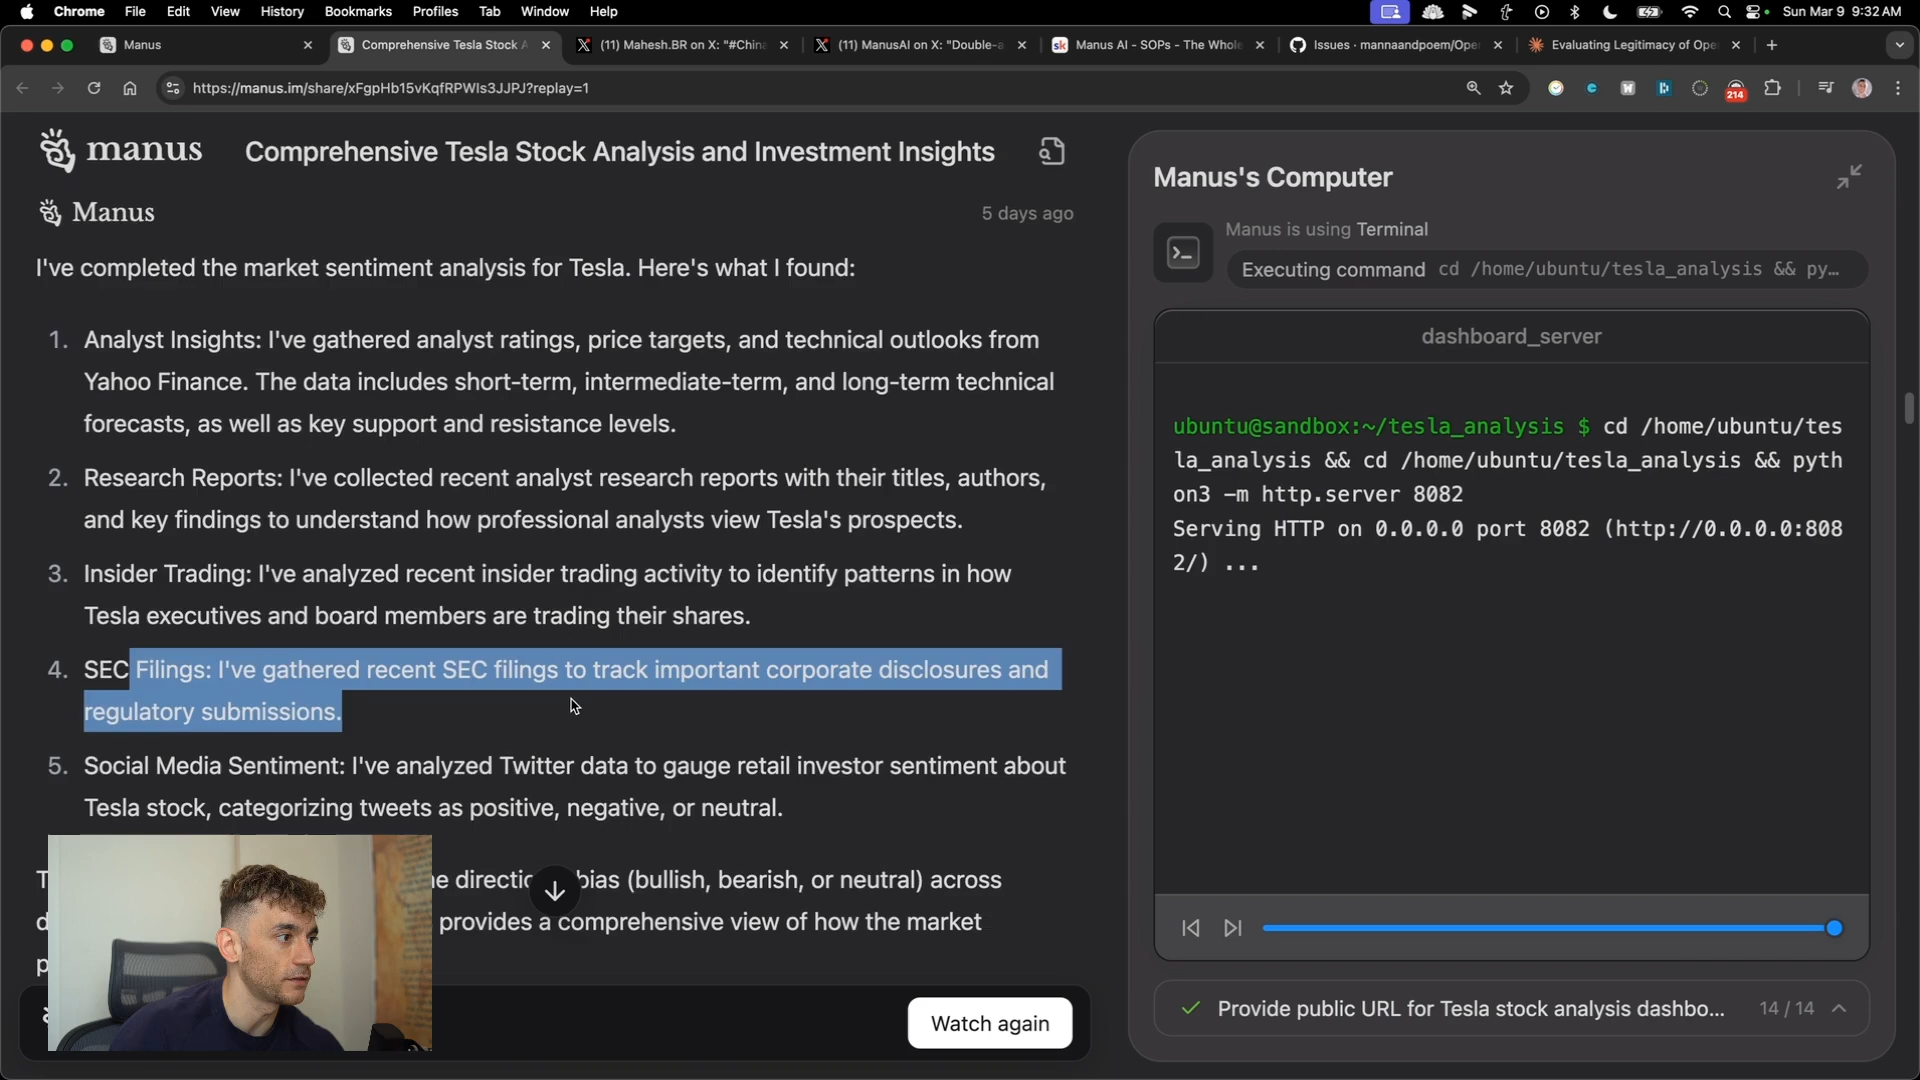 Chrome File Edit View History Bookmarks Profiles Tab Window Help Sun Mar 9 9:32 AM
Manus Comprehensive Tesla Stock A (11) Mahesh.BR on X: "#China (11) ManusAI on X: "Double-a Manus AI - SOPs - The Whole Issues · mannaandpoem/Ope Evaluating Legitimacy of Ope
https://manus.im/share/xFgpHb15vKqfRPWIs3JJPJ?replay=1 214
manus Comprehensive Tesla Stock Analysis and Investment Insights
Manus 5 days ago
I've completed the market sentiment analysis for Tesla. Here's what I found:
1. Analyst Insights: I've gathered analyst ratings, price targets, and technical outlooks from
Yahoo Finance. The data includes short-term, intermediate-term, and long-term technical
forecasts, as well as key support and resistance levels.
2. Research Reports: I've collected recent analyst research reports with their titles, authors,
and key findings to understand how professional analysts view Tesla's prospects.
3. Insider Trading: I've analyzed recent insider trading activity to identify patterns in how
Tesla executives and board members are trading their shares.
4. SEC Filings: I've gathered recent SEC filings to track important corporate disclosures and
regulatory submissions.
5. Social Media Sentiment: I've analyzed Twitter data to gauge retail investor sentiment about
Tesla stock, categorizing tweets as positive, negative, or neutral.
bias (bullish, bearish, or neutral) across
provides a comprehensive view of how the market
Watch again
Manus's Computer
Manus is using Terminal
Executing command cd /home/ubuntu/tesla_analysis && py...
dashboard_server
ubuntu@sandbox:~/tesla_analysis $ cd /home/ubuntu/tes
la_analysis && cd /home/ubuntu/tesla_analysis && pyth
on3 -m http.server 8082
Serving HTTP on 0.0.0.0 port 8082 (http://0.0.0.0:808
2/) ...
Provide public URL for Tesla stock analysis dashbo... 14 / 14